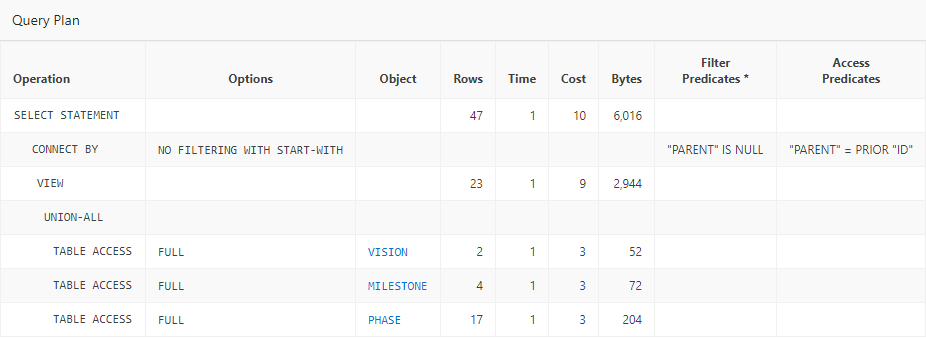 Query Plan
Operation Options Object Rows Time Cost Bytes Filter Predicates * Access Predicates
SELECT STATEMENT 47 1 10 6,016
CONNECT BY NO FILTERING WITH START-WITH "PARENT" IS NULL "PARENT" = PRIOR "ID"
VIEW 23 1 9 2,944
UNION-ALL
TABLE ACCESS FULL VISION 2 1 3 52
TABLE ACCESS FULL MILESTONE 4 1 3 72
TABLE ACCESS FULL PHASE 17 1 3 204